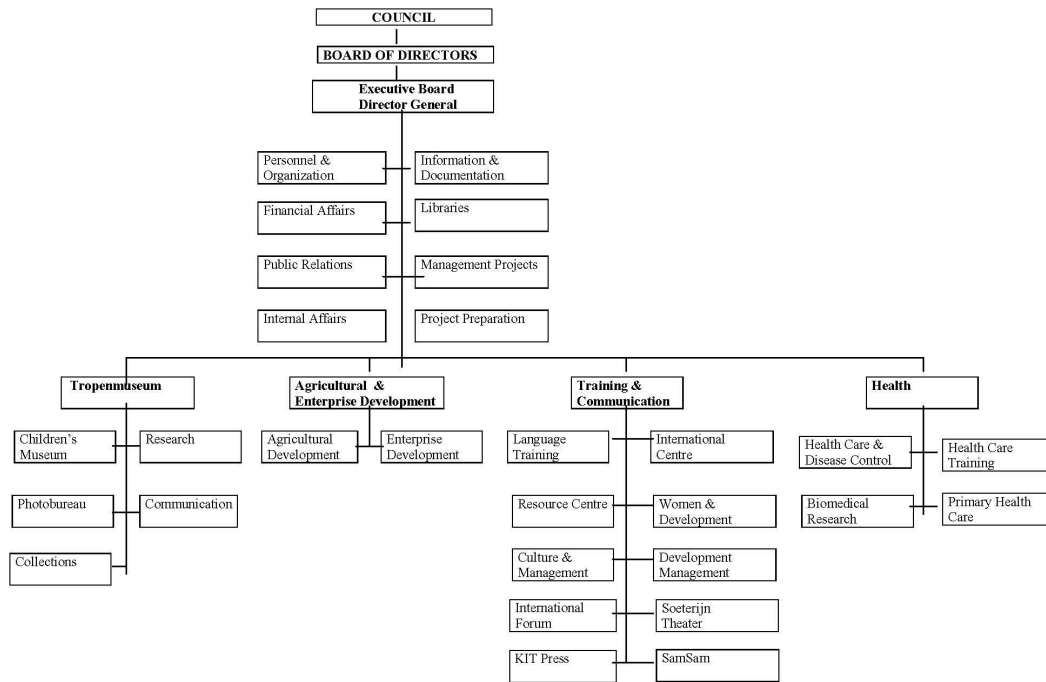 COUNCIL
BOARD OF DIRECTORS
Executive Board
Director General
Personnel &
Organization
Information &
Documentation
Financial Affairs
Libraries
Public Relations
Management Projects
Internal Affairs
Project Preparation
Tropenmuseum
Agricultural &
Enterprise Development
Training &
Communication
Health
Children's
Museum
Research
Photobureau
Communication
Collections
Agricultural
Development
Enterprise
Development
Language
Training
International
Centre
Resource Centre
Women &
Development
Culture &
Management
Development
Management
International
Forum
Soeterijn
Theater
KIT Press
SamSam
Health Care &
Disease Control
Health Care
Training
Biomedical
Research
Primary Health
Care